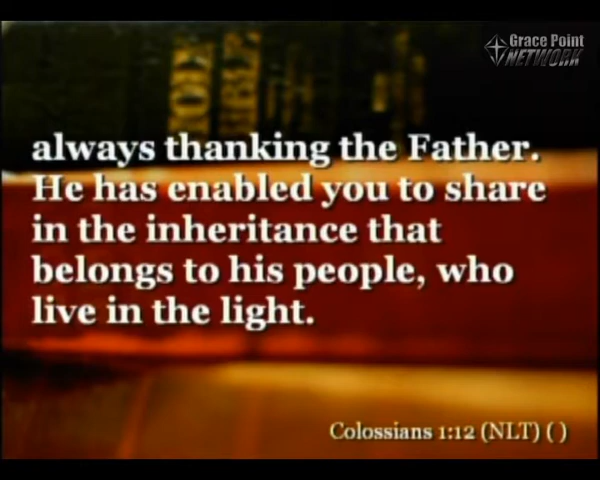 Grace Point
NETWORK
always thanking the Father.
He has enabled you to share
in the inheritance that
belongs to his people, who
live in the light.
Colossians 1:12 (NLT) ( )